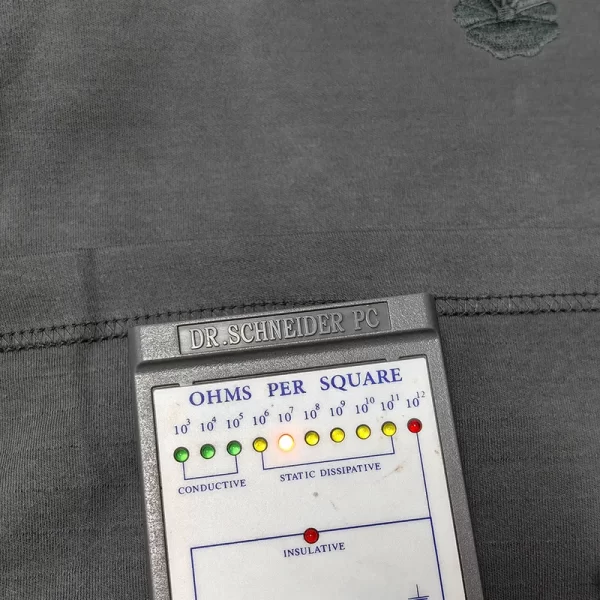 DR.SCHNEIDER PC
OHMS PER SQUARE
10³ 10⁴ 10⁵ 10⁶ 10⁷ 10⁸ 10⁹ 10¹⁰ 10¹¹ 10¹²
CONDUCTIVE STATIC DISSIPATIVE
INSULATIVE